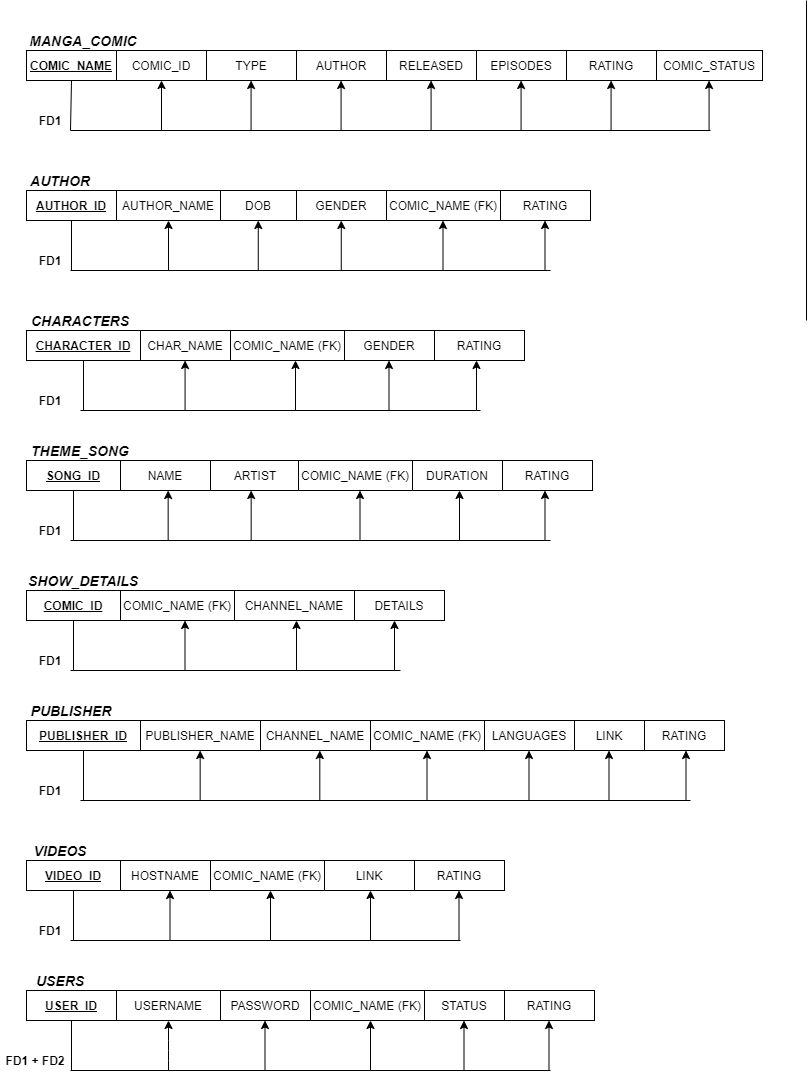 MANGA_COMIC
COMIC_NAME COMIC_ID TYPE AUTHOR RELEASED EPISODES RATING COMIC_STATUS
FD1
AUTHOR
AUTHOR_ID AUTHOR_NAME DOB GENDER COMIC_NAME (FK) RATING
FD1
CHARACTERS
CHARACTER_ID CHAR_NAME COMIC_NAME (FK) GENDER RATING
FD1
THEME_SONG
SONG_ID NAME ARTIST COMIC_NAME (FK) DURATION RATING
FD1
SHOW_DETAILS
COMIC_ID COMIC_NAME (FK) CHANNEL_NAME DETAILS
FD1
PUBLISHER
PUBLISHER_ID PUBLISHER_NAME CHANNEL_NAME COMIC_NAME (FK) LANGUAGES LINK RATING
FD1
VIDEOS
VIDEO_ID HOSTNAME COMIC_NAME (FK) LINK RATING
FD1
USERS
USER_ID USERNAME PASSWORD COMIC_NAME (FK) STATUS RATING
FD1 + FD2